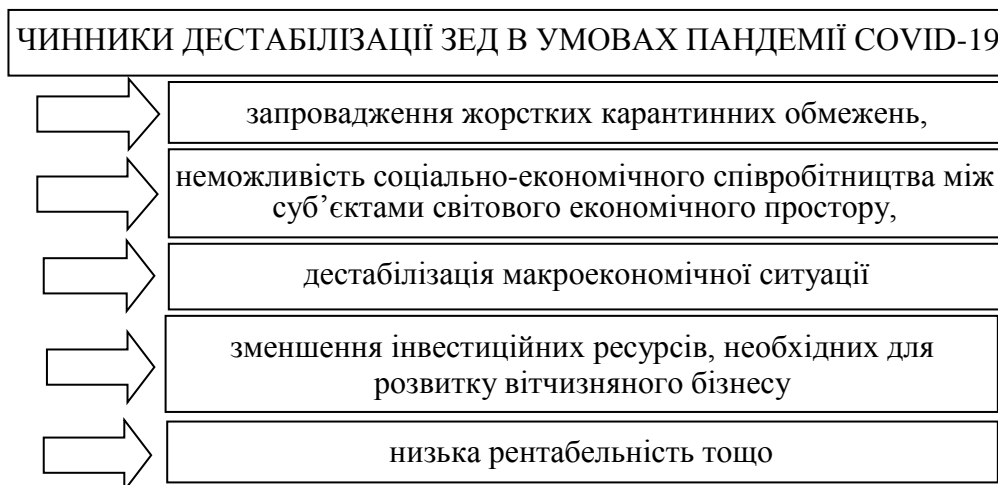 ЧИННИКИ ДЕСТАБІЛІЗАЦІЇ ЗЕД В УМОВАХ ПАНДЕМІЇ COVID-19
запровадження жорстких карантинних обмежень,
неможливість соціально-економічного співробітництва між
суб’єктами світового економічного простору,
дестабілізація макроекономічної ситуації
зменшення інвестиційних ресурсів, необхідних для
розвитку вітчизняного бізнесу
низька рентабельність тощо